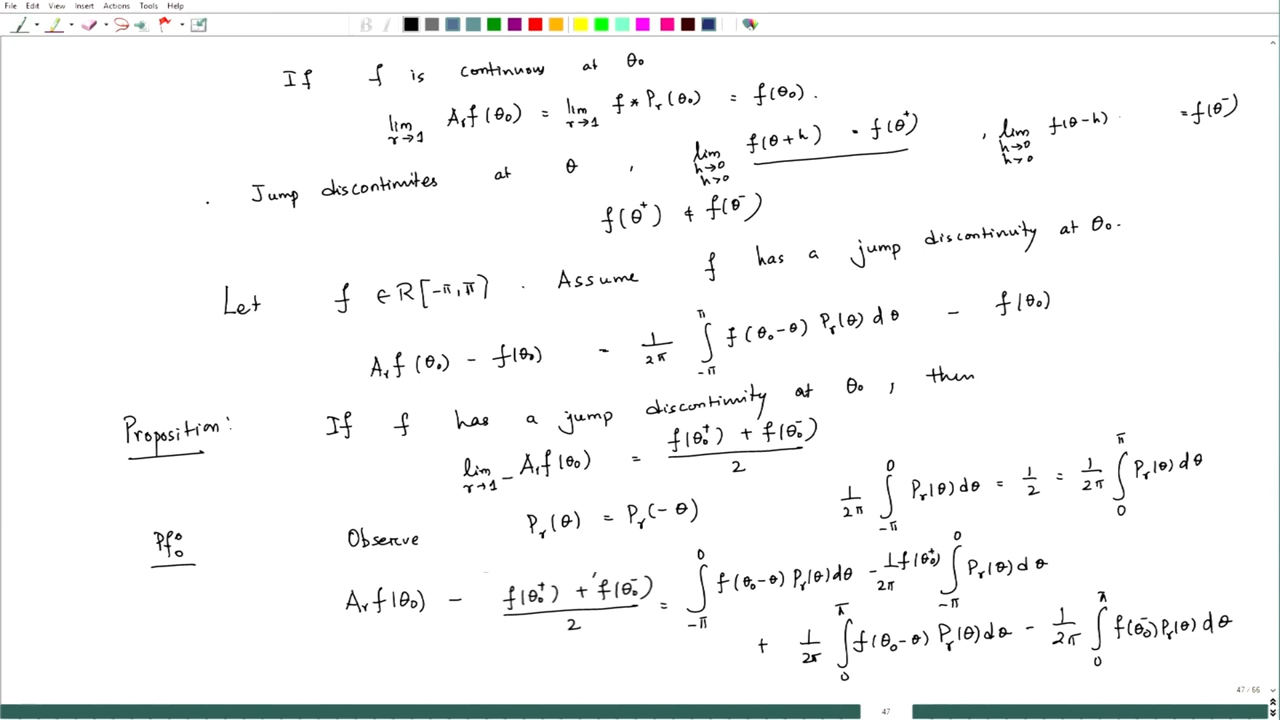 File Edit View Insert Actions Tools Help
B I
If f is continuous at θ₀
lim_{r→1} A_r f(θ₀) = lim_{r→1} f * P_r(θ₀) = f(θ₀).
. Jump discontimites at θ , lim_{h→0, h>0} f(θ+h) = f(θ⁺) , lim_{h→0, h>0} f(θ-h) = f(θ⁻)
f(θ⁺) ≠ f(θ⁻)
Let f ∈ R[-π,π] . Assume f has a jump discontinuity at θ₀.
A_r f(θ₀) - f(θ₀) = 1/2π ∫_{-π}^{π} f(θ₀-θ) P_r(θ) dθ - f(θ₀)
Proposition: If f has a jump discontinuity at θ₀ , then
lim_{r→1⁻} A_r f(θ₀) = (f(θ₀⁺) + f(θ₀⁻))/2
Pf: Observe P_r(θ) = P_r(-θ) 1/2π ∫_{-π}^{0} P_r(θ)dθ = 1/2 = 1/2π ∫_{0}^{π} P_r(θ)dθ
A_r f(θ₀) - (f(θ₀⁺) + f(θ₀⁻))/2 = ∫_{-π}^{0} f(θ₀-θ) P_r(θ)dθ - 1/2π f(θ₀⁺) ∫_{-π}^{0} P_r(θ)dθ
+ 1/2π ∫_{0}^{π} f(θ₀-θ) P_r(θ)dθ - 1/2π ∫_{0}^{π} f(θ₀⁻) P_r(θ)dθ
47 / 66
47